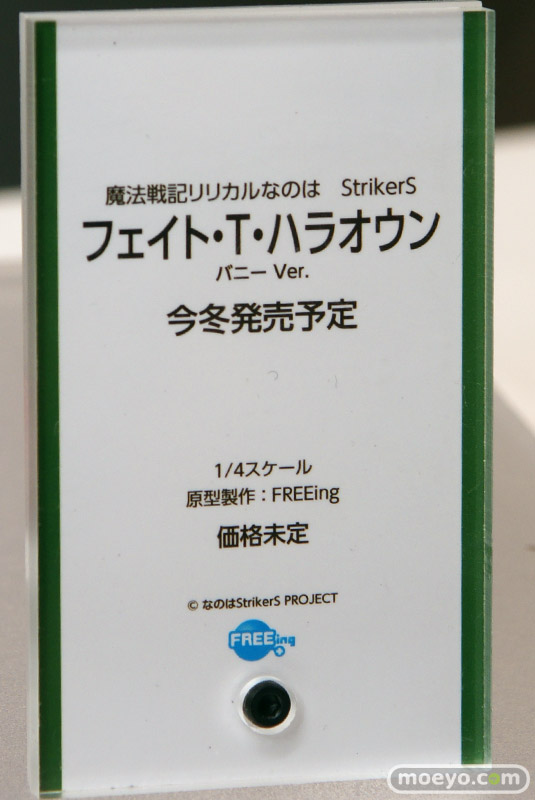 魔法戦記リリカルなのは StrikerS
フェイト・T・ハラオウン
バニー Ver.
今冬発売予定
1/4スケール
原型製作：FREEing
価格未定
© なのはStrikerS PROJECT
FREEing
moeyo.com